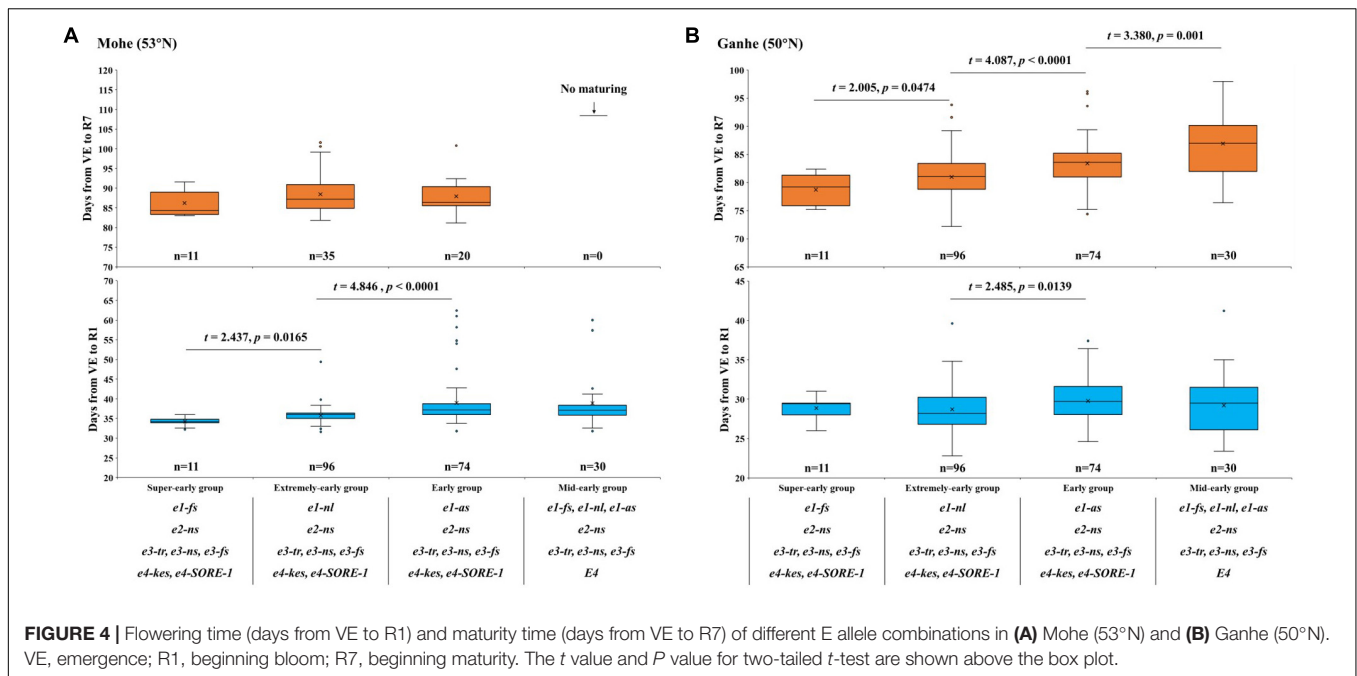 A
Mohe (53°N)
Days from VE to R7
120
115
110
105
100
95
90
85
80
75
70
No maturing
n=11
n=35
n=20
n=0
Days from VE to R1
70
65
60
55
50
45
40
35
30
25
20
t = 2.437, p = 0.0165
t = 4.846 , p < 0.0001
n=11
n=96
n=74
n=30
Super-early group
Extremely-early group
Early group
Mid-early group
e1-fs
e1-nl
e1-as
e1-fs, e1-nl, e1-as
e2-ns
e2-ns
e2-ns
e2-ns
e3-tr, e3-ns, e3-fs
e3-tr, e3-ns, e3-fs
e3-tr, e3-ns, e3-fs
e3-tr, e3-ns, e3-fs
e4-kes, e4-SORE-1
e4-kes, e4-SORE-1
e4-kes, e4-SORE-1
E4
B
Ganhe (50°N)
Days from VE to R7
100
95
90
85
80
75
70
65
t = 2.005, p = 0.0474
t = 4.087, p < 0.0001
t = 3.380, p = 0.001
n=11
n=96
n=74
n=30
Days from VE to R1
45
40
35
30
25
20
t = 2.485, p = 0.0139
n=11
n=96
n=74
n=30
Super-early group
Extremely-early group
Early group
Mid-early group
e1-fs
e1-nl
e1-as
e1-fs, e1-nl, e1-as
e2-ns
e2-ns
e2-ns
e2-ns
e3-tr, e3-ns, e3-fs
e3-tr, e3-ns, e3-fs
e3-tr, e3-ns, e3-fs
e3-tr, e3-ns, e3-fs
e4-kes, e4-SORE-1
e4-kes, e4-SORE-1
e4-kes, e4-SORE-1
E4
FIGURE 4 | Flowering time (days from VE to R1) and maturity time (days from VE to R7) of different E allele combinations in (A) Mohe (53°N) and (B) Ganhe (50°N).
VE, emergence; R1, beginning bloom; R7, beginning maturity. The t value and P value for two-tailed t-test are shown above the box plot.